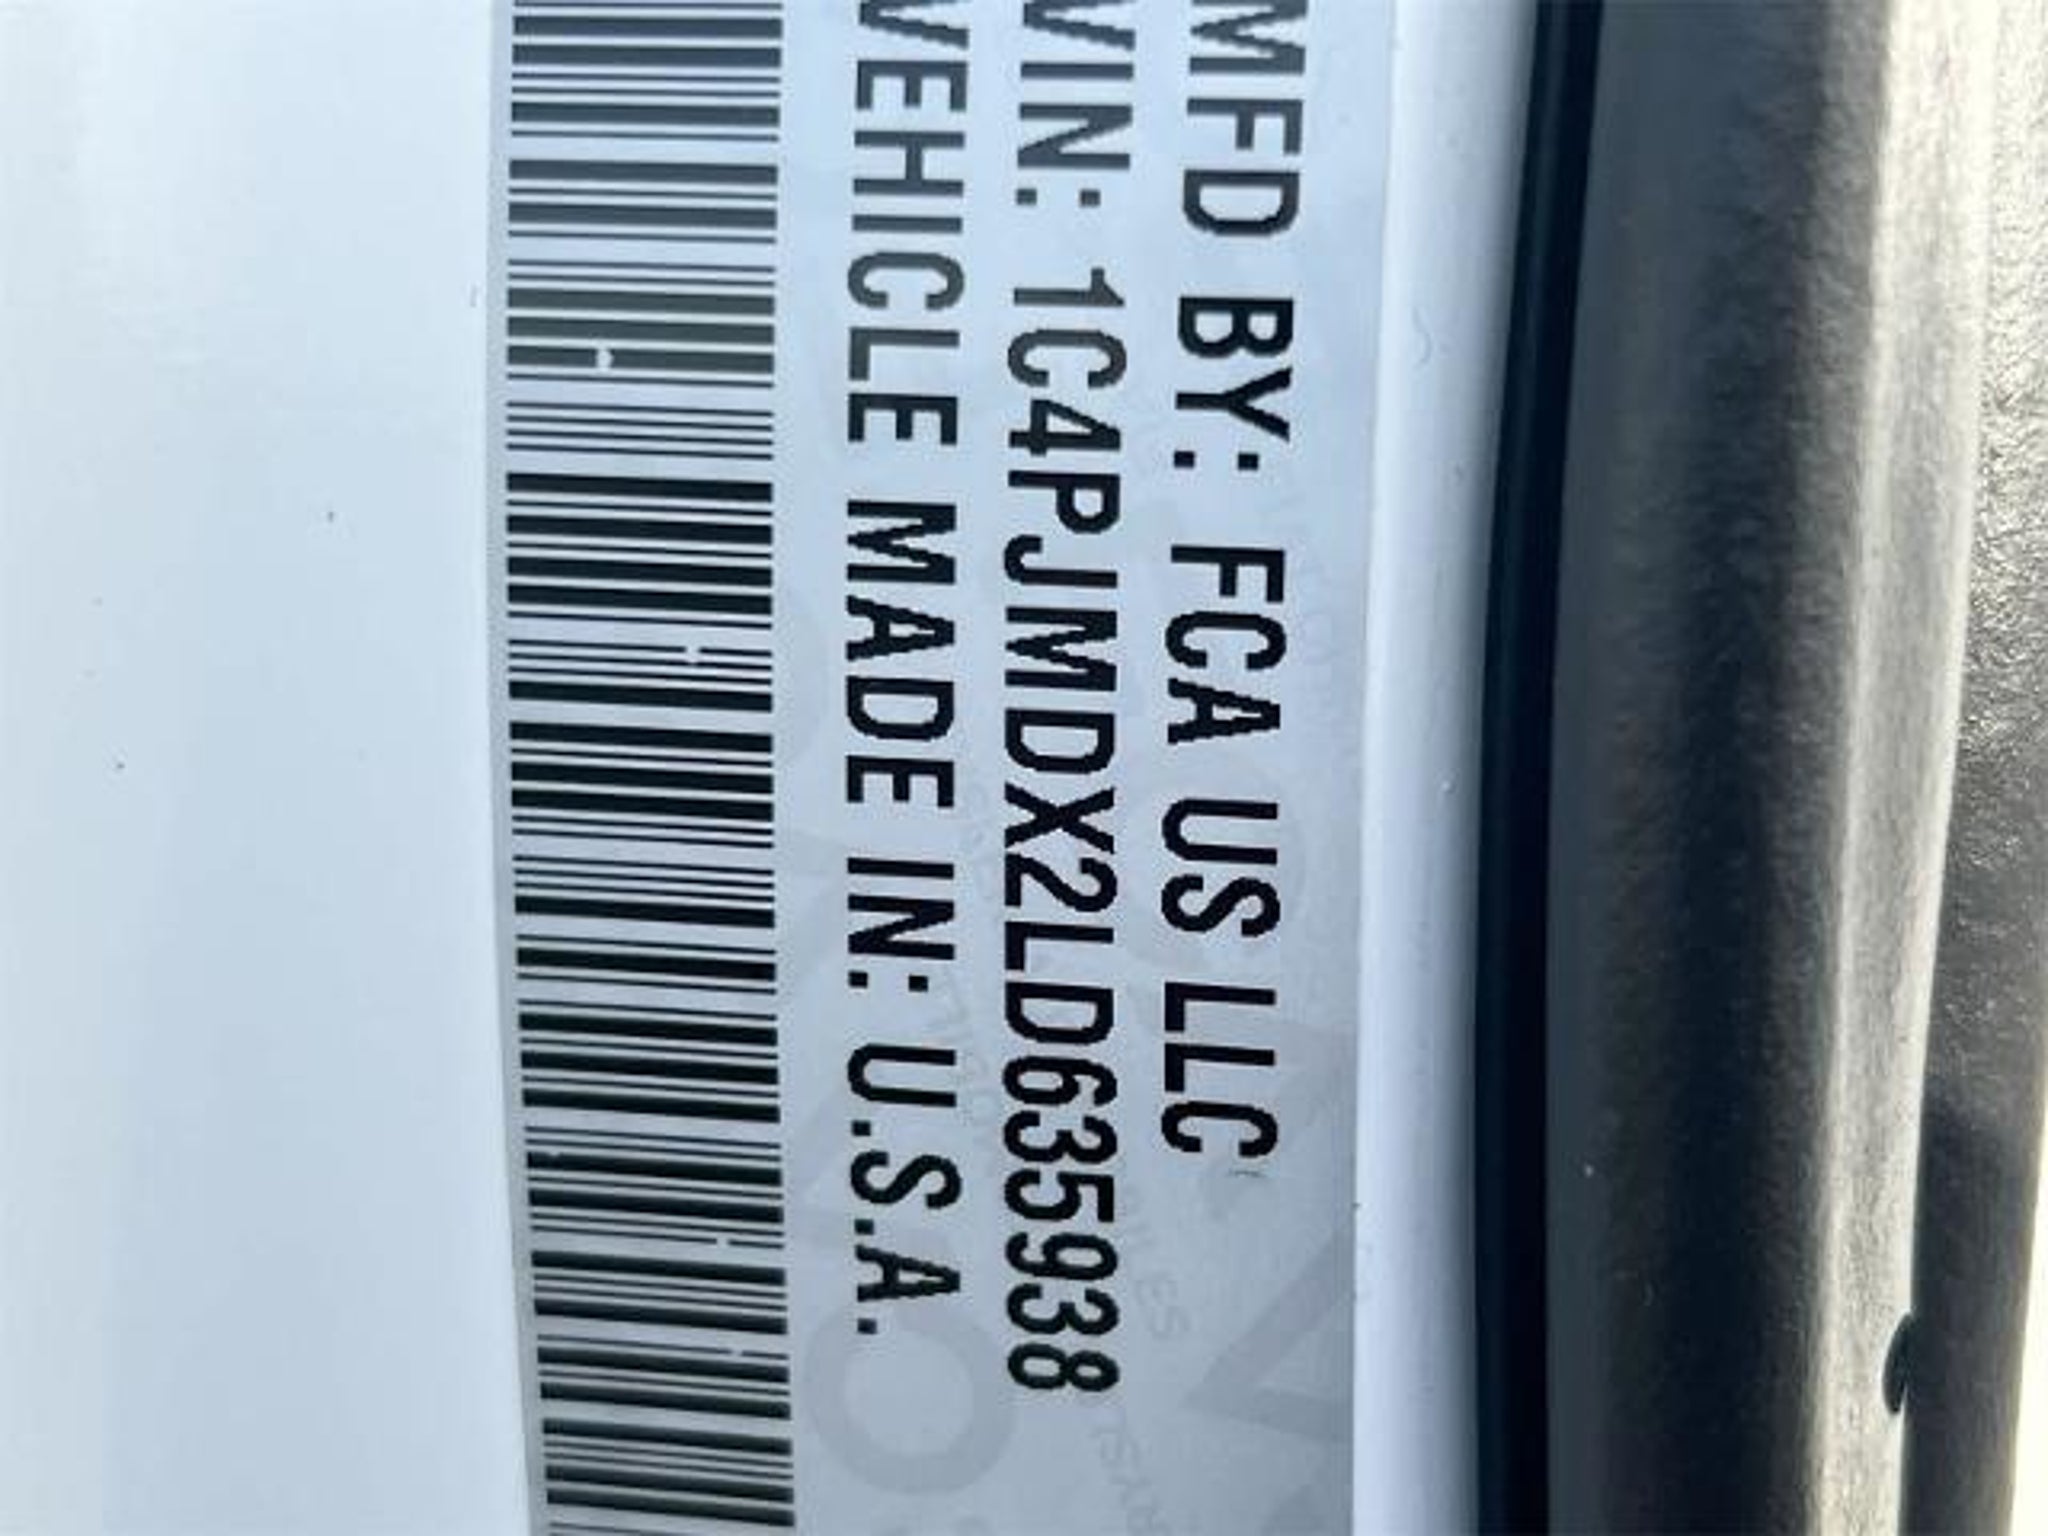 MFD BY: FCA US LLC
VIN: 1C4PJMDX2LD635938
VEHICLE MADE IN: U.S.A.